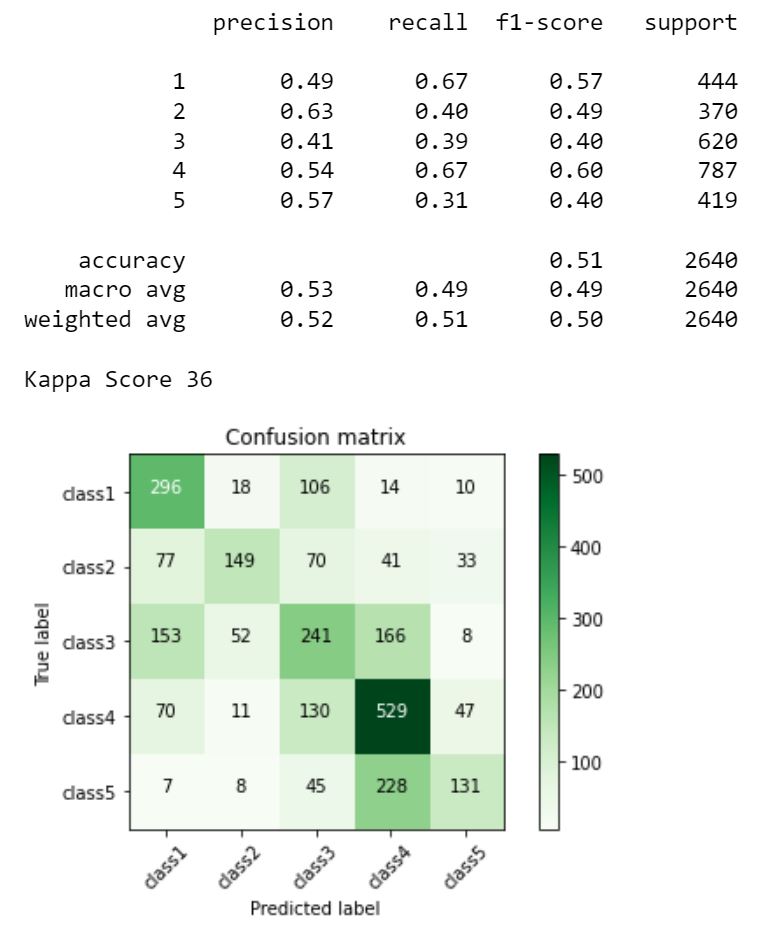 precision recall f1-score support
1 0.49 0.67 0.57 444
2 0.63 0.40 0.49 370
3 0.41 0.39 0.40 620
4 0.54 0.67 0.60 787
5 0.57 0.31 0.40 419
accuracy 0.51 2640
macro avg 0.53 0.49 0.49 2640
weighted avg 0.52 0.51 0.50 2640
Kappa Score 36
Confusion matrix
class1 296 18 106 14 10
class2 77 149 70 41 33
class3 153 52 241 166 8
class4 70 11 130 529 47
class5 7 8 45 228 131
True label
class1 class2 class3 class4 class5
Predicted label
500
400
300
200
100